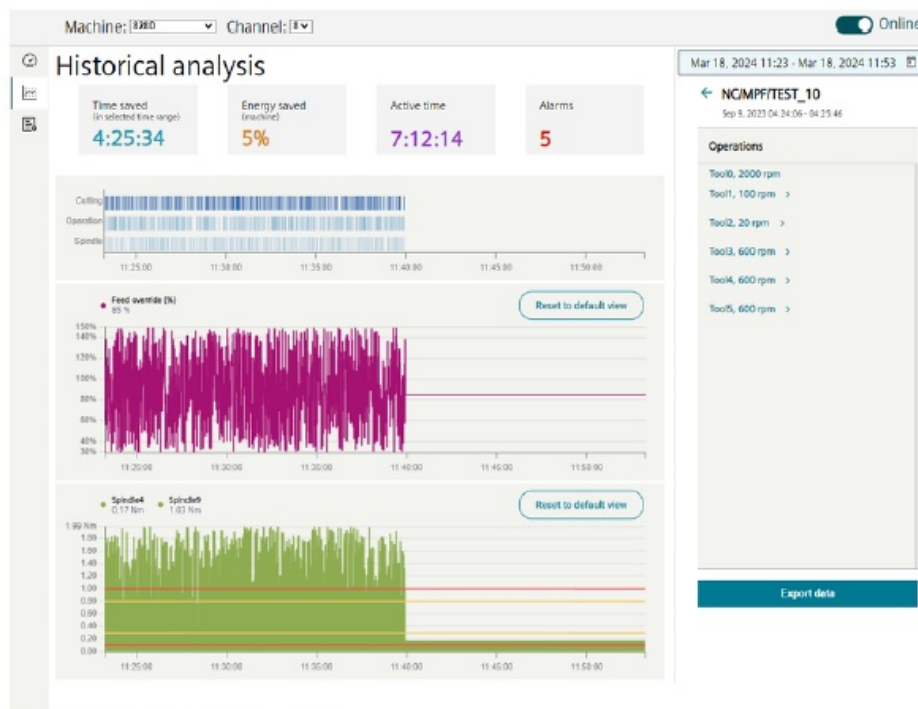 Machine: 828D Channel: 8
Online
Historical analysis
Mar 18, 2024 11:23 - Mar 18, 2024 11:53
Time saved
(in selected time range)
4:25:34
Energy saved
(machine)
5%
Active time
7:12:14
Alarms
5
NC/MPF/TEST_10
Sep 9, 2023 04:24:06 - 04:25:46
Operations
Tool0, 2000 rpm
Tool1, 100 rpm >
Tool2, 20 rpm >
Tool3, 600 rpm >
Tool4, 600 rpm >
Tool5, 600 rpm >
Export data
Cutting
Operation
Spindle
11:25:00 11:30:00 11:35:00 11:40:00 11:45:00 11:50:00
Feed override (%)
85 %
Reset to default view
150%
140%
120%
100%
80%
60%
40%
30%
11:25:00 11:30:00 11:35:00 11:40:00 11:45:00 11:50:00
Spindle4 Spindle9
0.17 Nm 1.03 Nm
Reset to default view
1.99 Nm
1.80
1.60
1.40
1.20
1.00
0.80
0.60
0.40
0.20
0.00
11:25:00 11:30:00 11:35:00 11:40:00 11:45:00 11:50:00